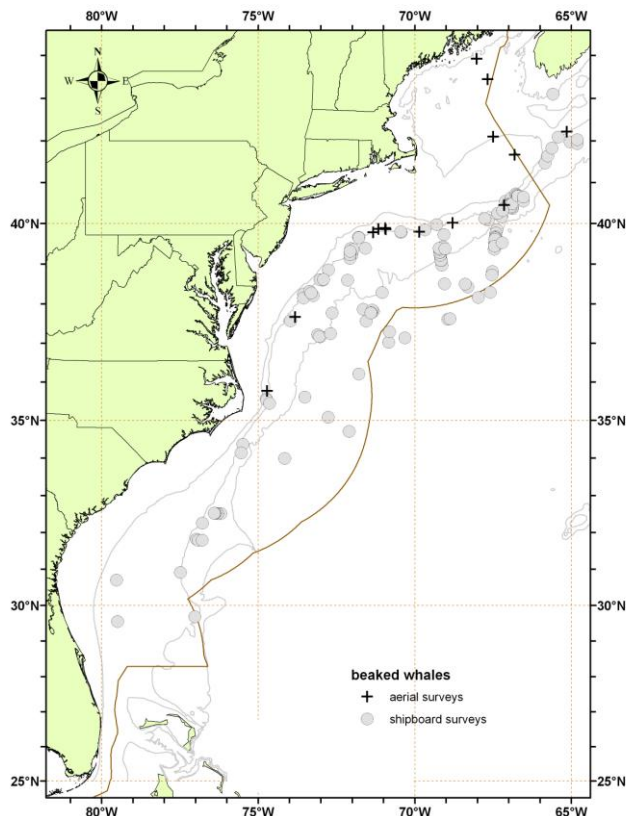 80°W 75°W 70°W 65°W
N
W E
S
40°N 40°N
35°N 35°N
30°N 30°N
beaked whales
aerial surveys
shipboard surveys
25°N 25°N
80°W 75°W 70°W 65°W